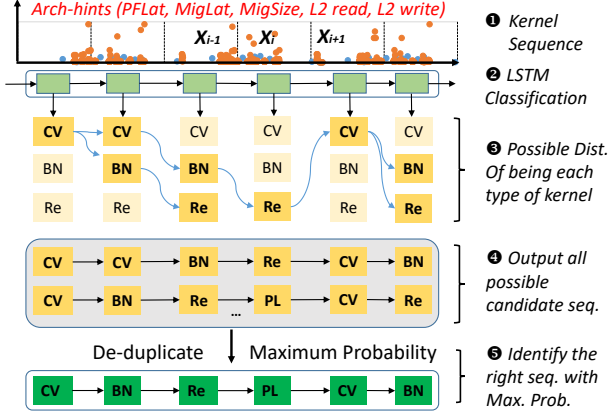 Arch-hints (PFLat, MigLat, MigSize, L2 read, L2 write)
Xi-1 Xi Xi+1
❶ Kernel
Sequence
❷ LSTM
Classification
CV CV CV CV CV CV
BN BN BN BN BN BN
Re Re Re Re Re Re
❸ Possible Dist.
Of being each
type of kernel
CV CV BN Re CV BN
CV BN Re PL CV Re
...
❹ Output all
possible
candidate seq.
De-duplicate Maximum Probability
CV BN Re PL CV BN
❺ Identify the
right seq. with
Max. Prob.